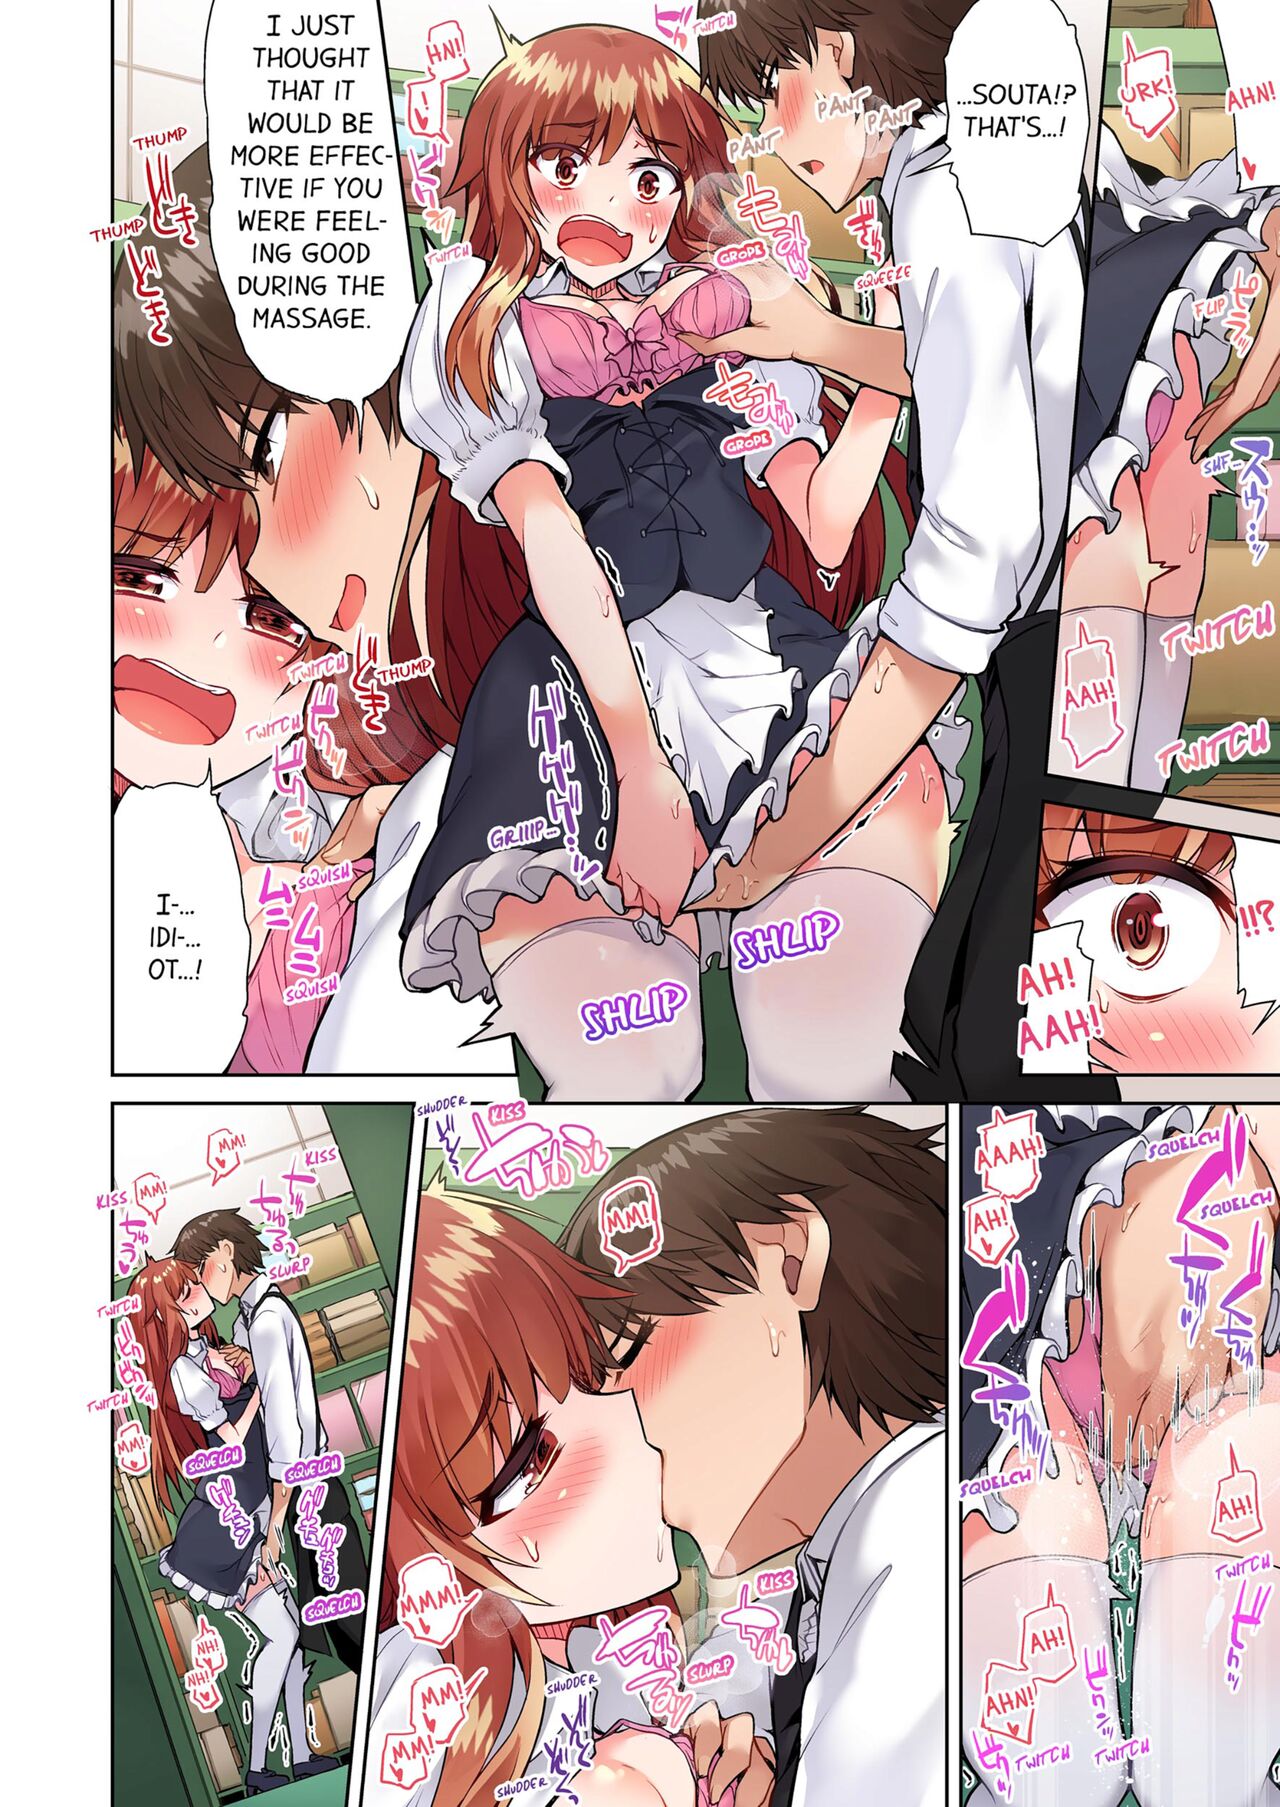 URK!
AHN!
FLIP
SHF...
AAH!
TWITCH
TWITCH
!!?
AH!
AAH!
...SOUTA!?
THAT'S...!
TWITCH
HN!
!
PANT
PANT
PANT
PANT
TWITCH
GROPE
SQUEEZE
GROPE
GRIIIP...
SHLIP
SHLIP
I JUST
THOUGHT
THAT IT
WOULD BE
MORE EFFEC-
TIVE IF YOU
WERE FEEL-
ING GOOD
DURING THE
MASSAGE.
THUMP
THUMP
THUMP
TWITCH
TWITCH
SQUISH
SQUISH
I-...
IDI-...
OT...!
AAAH!
AH!
SQUELCH
SQUELCH
SQUELCH
AH!
TWITCH
AH!
AHN!
TWITCH
TWITCH
SHUDDER
KISS
MM!
MMM!
KISS
SLURP
MM!
MM!
SHUDDER
SHUDDER
MM!
KISS
MM!
KISS
SLURP
TWITCH
TWITCH
MM!
SQUELCH
SQUELCH
SQUELCH
NH!
NH!